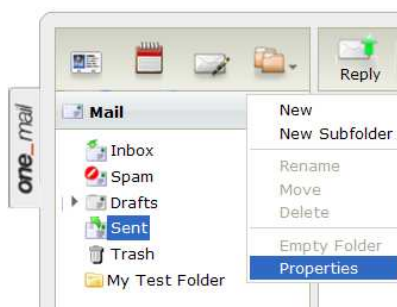 Reply
one_mail
Mail
Inbox
Spam
Drafts
Sent
Trash
My Test Folder
New
New Subfolder
Rename
Move
Delete
Empty Folder
Properties